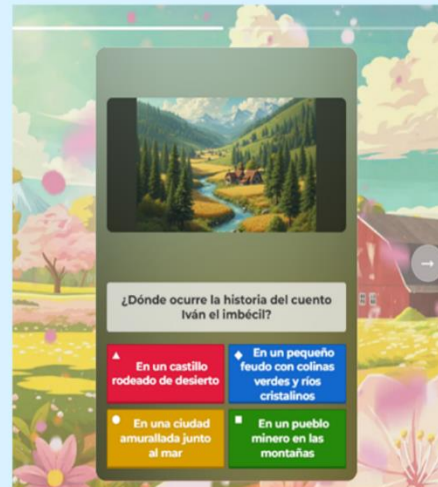 ¿Dónde ocurre la historia del cuento
Iván el imbécil?
En un castillo
rodeado de desierto
En un pequeño
feudo con colinas
verdes y ríos
cristalinos
En una ciudad
amurallada junto
al mar
En un pueblo
minero en las
montañas